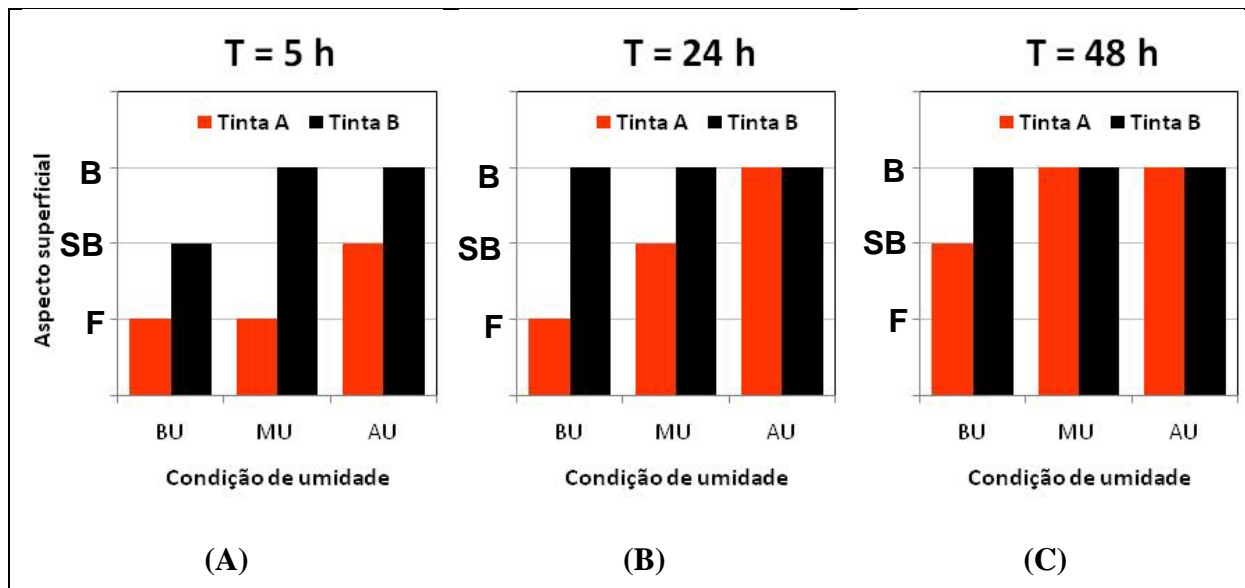 T = 5 h
Tinta A Tinta B
Aspecto superficial
B
SB
F
BU MU AU
Condição de umidade
(A)
T = 24 h
Tinta A Tinta B
B
SB
F
BU MU AU
Condição de umidade
(B)
T = 48 h
Tinta A Tinta B
B
SB
F
BU MU AU
Condição de umidade
(C)